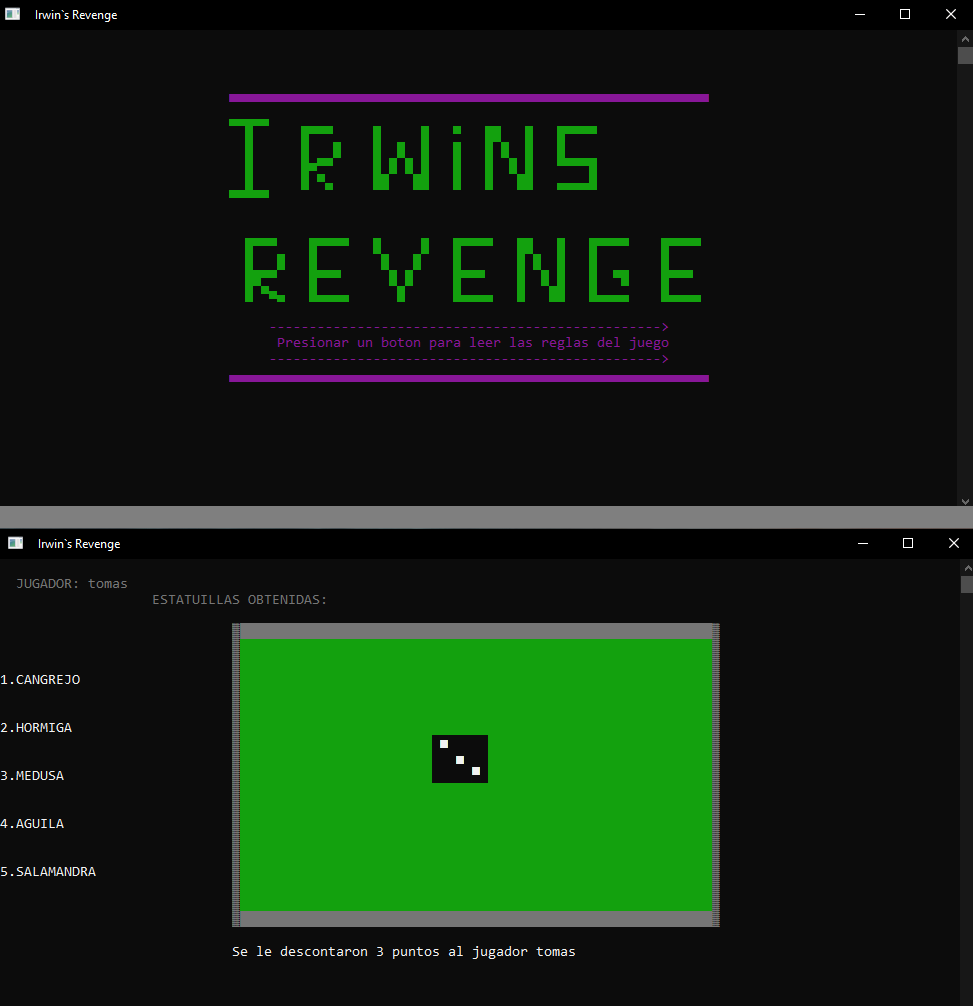 Irwin`s Revenge
IRWiNS
REVENGE
------------------------------------------------->
Presionar un boton para leer las reglas del juego
------------------------------------------------->
Irwin`s Revenge
JUGADOR: tomas
ESTATUILLAS OBTENIDAS:
1.CANGREJO
2.HORMIGA
3.MEDUSA
4.AGUILA
5.SALAMANDRA
Se le descontaron 3 puntos al jugador tomas